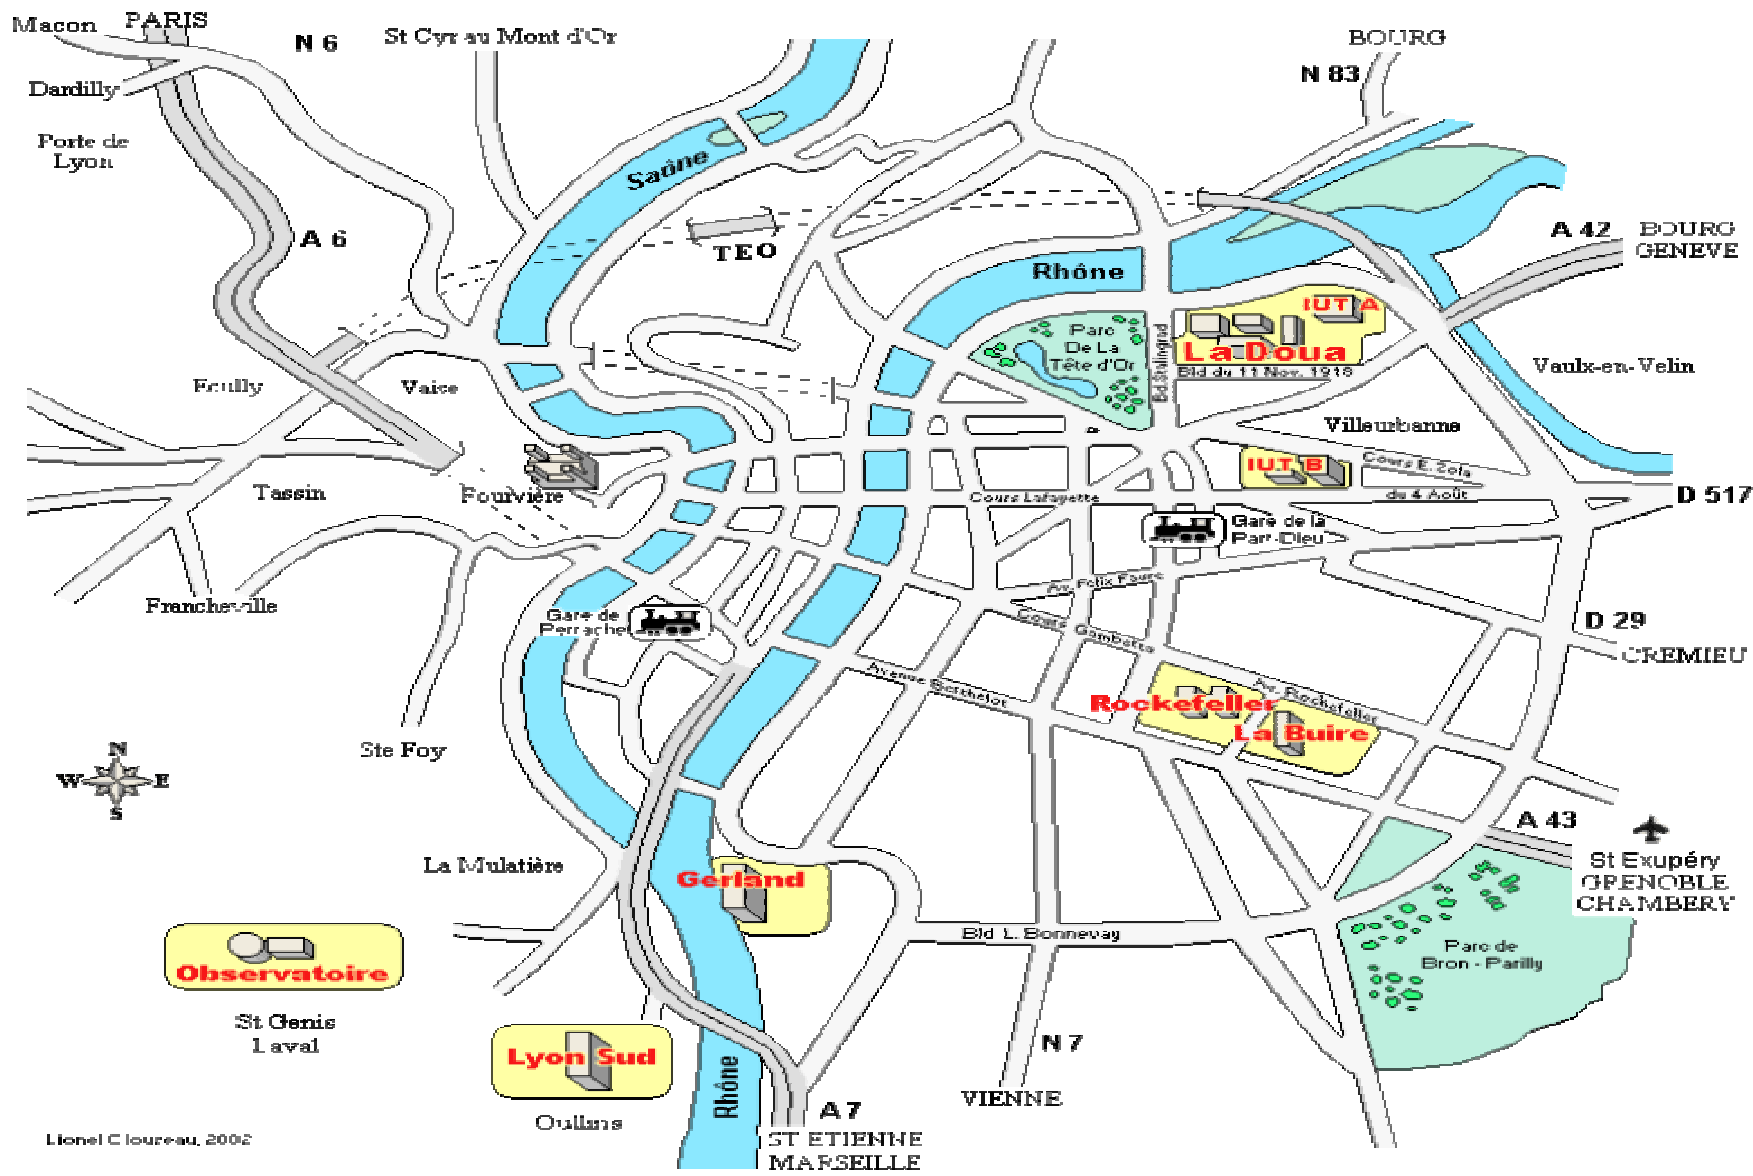 PARIS
Macon
N 6
St Cyr au Mont d'Or
BOURG
N 83
Dardilly
Porte de
Lyon
Saône
A 6
TEO
Rhône
A 42
BOURG
GENEVE
IUT A
La Doua
Bld du 11 Nov. 1918
Bd.Stalingrad
Parc
De La
Tête d'Or
Vaulx-en-Velin
Ecully
Vaise
Villeurbanne
IUT B
Cours E. Zola
du 4 Août
D 517
Tassin
Fourvière
Cours Lafayette
Gare de la
Part-Dieu
Av. Felix Faure
Francheville
Gare de
Perrache
Cours Gambetta
D 29
CREMIEU
Avenue Berthelot
Av. Rockefeller
Rockefeller
La Buire
Ste Foy
N
W
E
S
A 43
St Exupéry
GRENOBLE
CHAMBERY
La Mulatière
Gerland
Bld L. Bonnevay
Parc de
Bron - Parilly
Observatoire
St Genis
Laval
Lyon Sud
Oullins
Rhône
N 7
VIENNE
A 7
ST ETIENNE
MARSEILLE
Lionel Cloureau, 2002